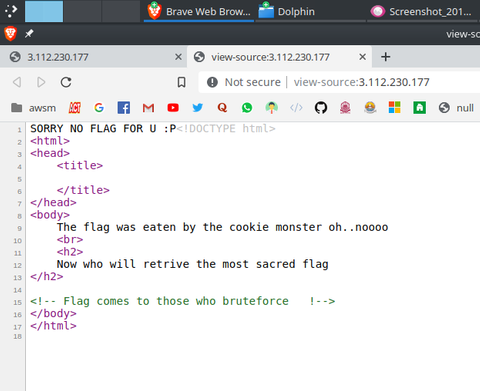 Brave Web Brow... Dolphin Screenshot_201...
view-so
3.112.230.177 view-source:3.112.230.177
Not secure view-source:3.112.230.177
awsm null
1 SORRY NO FLAG FOR U :P<!DOCTYPE html>
2 <html>
3 <head>
4 <title>
5
6 </title>
7 </head>
8 <body>
9 The flag was eaten by the cookie monster oh..noooo
10 <br>
11 <h2>
12 Now who will retrive the most sacred flag
13 </h2>
14
15 <!-- Flag comes to those who bruteforce !-->
16 </body>
17 </html>
18